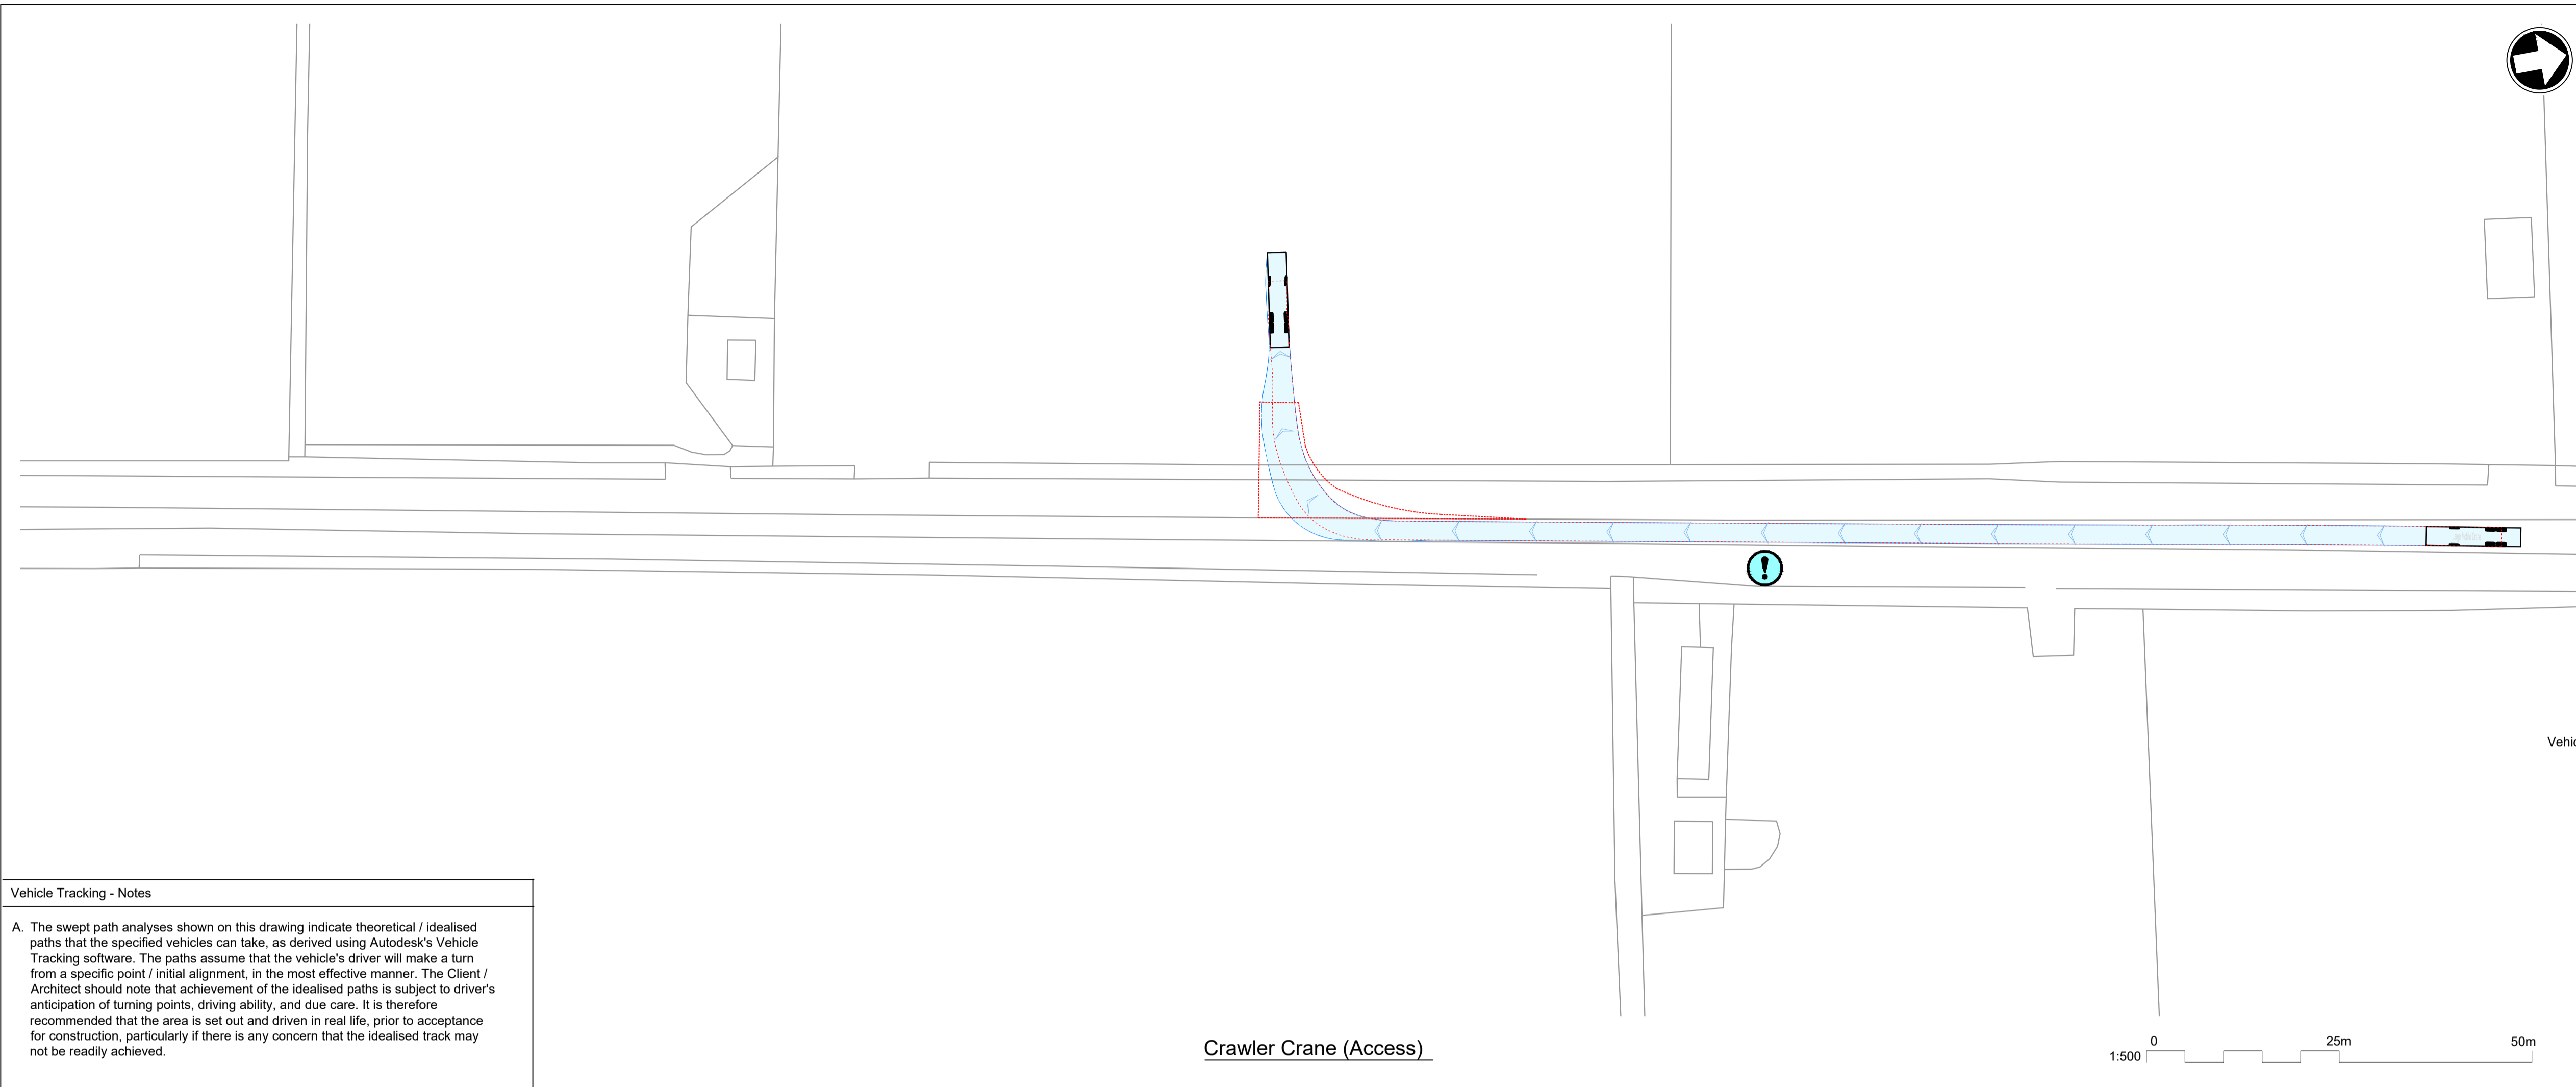 Vehic
Vehicle Tracking - Notes
A. The swept path analyses shown on this drawing indicate theoretical / idealised
paths that the specified vehicles can take, as derived using Autodesk's Vehicle
Tracking software. The paths assume that the vehicle's driver will make a turn
from a specific point / initial alignment, in the most effective manner. The Client /
Architect should note that achievement of the idealised paths is subject to driver's
anticipation of turning points, driving ability, and due care. It is therefore
recommended that the area is set out and driven in real life, prior to acceptance
for construction, particularly if there is any concern that the idealised track may
not be readily achieved.
Crawler Crane (Access)
0 25m 50m
1:500